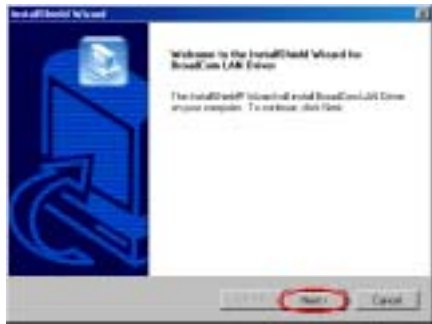 InstallShield Wizard
Welcome to the InstallShield Wizard for
BroadCom LAN Driver
The InstallShield® Wizard will install BroadCom LAN Driver
on your computer. To continue, click Next.
Next >
Cancel